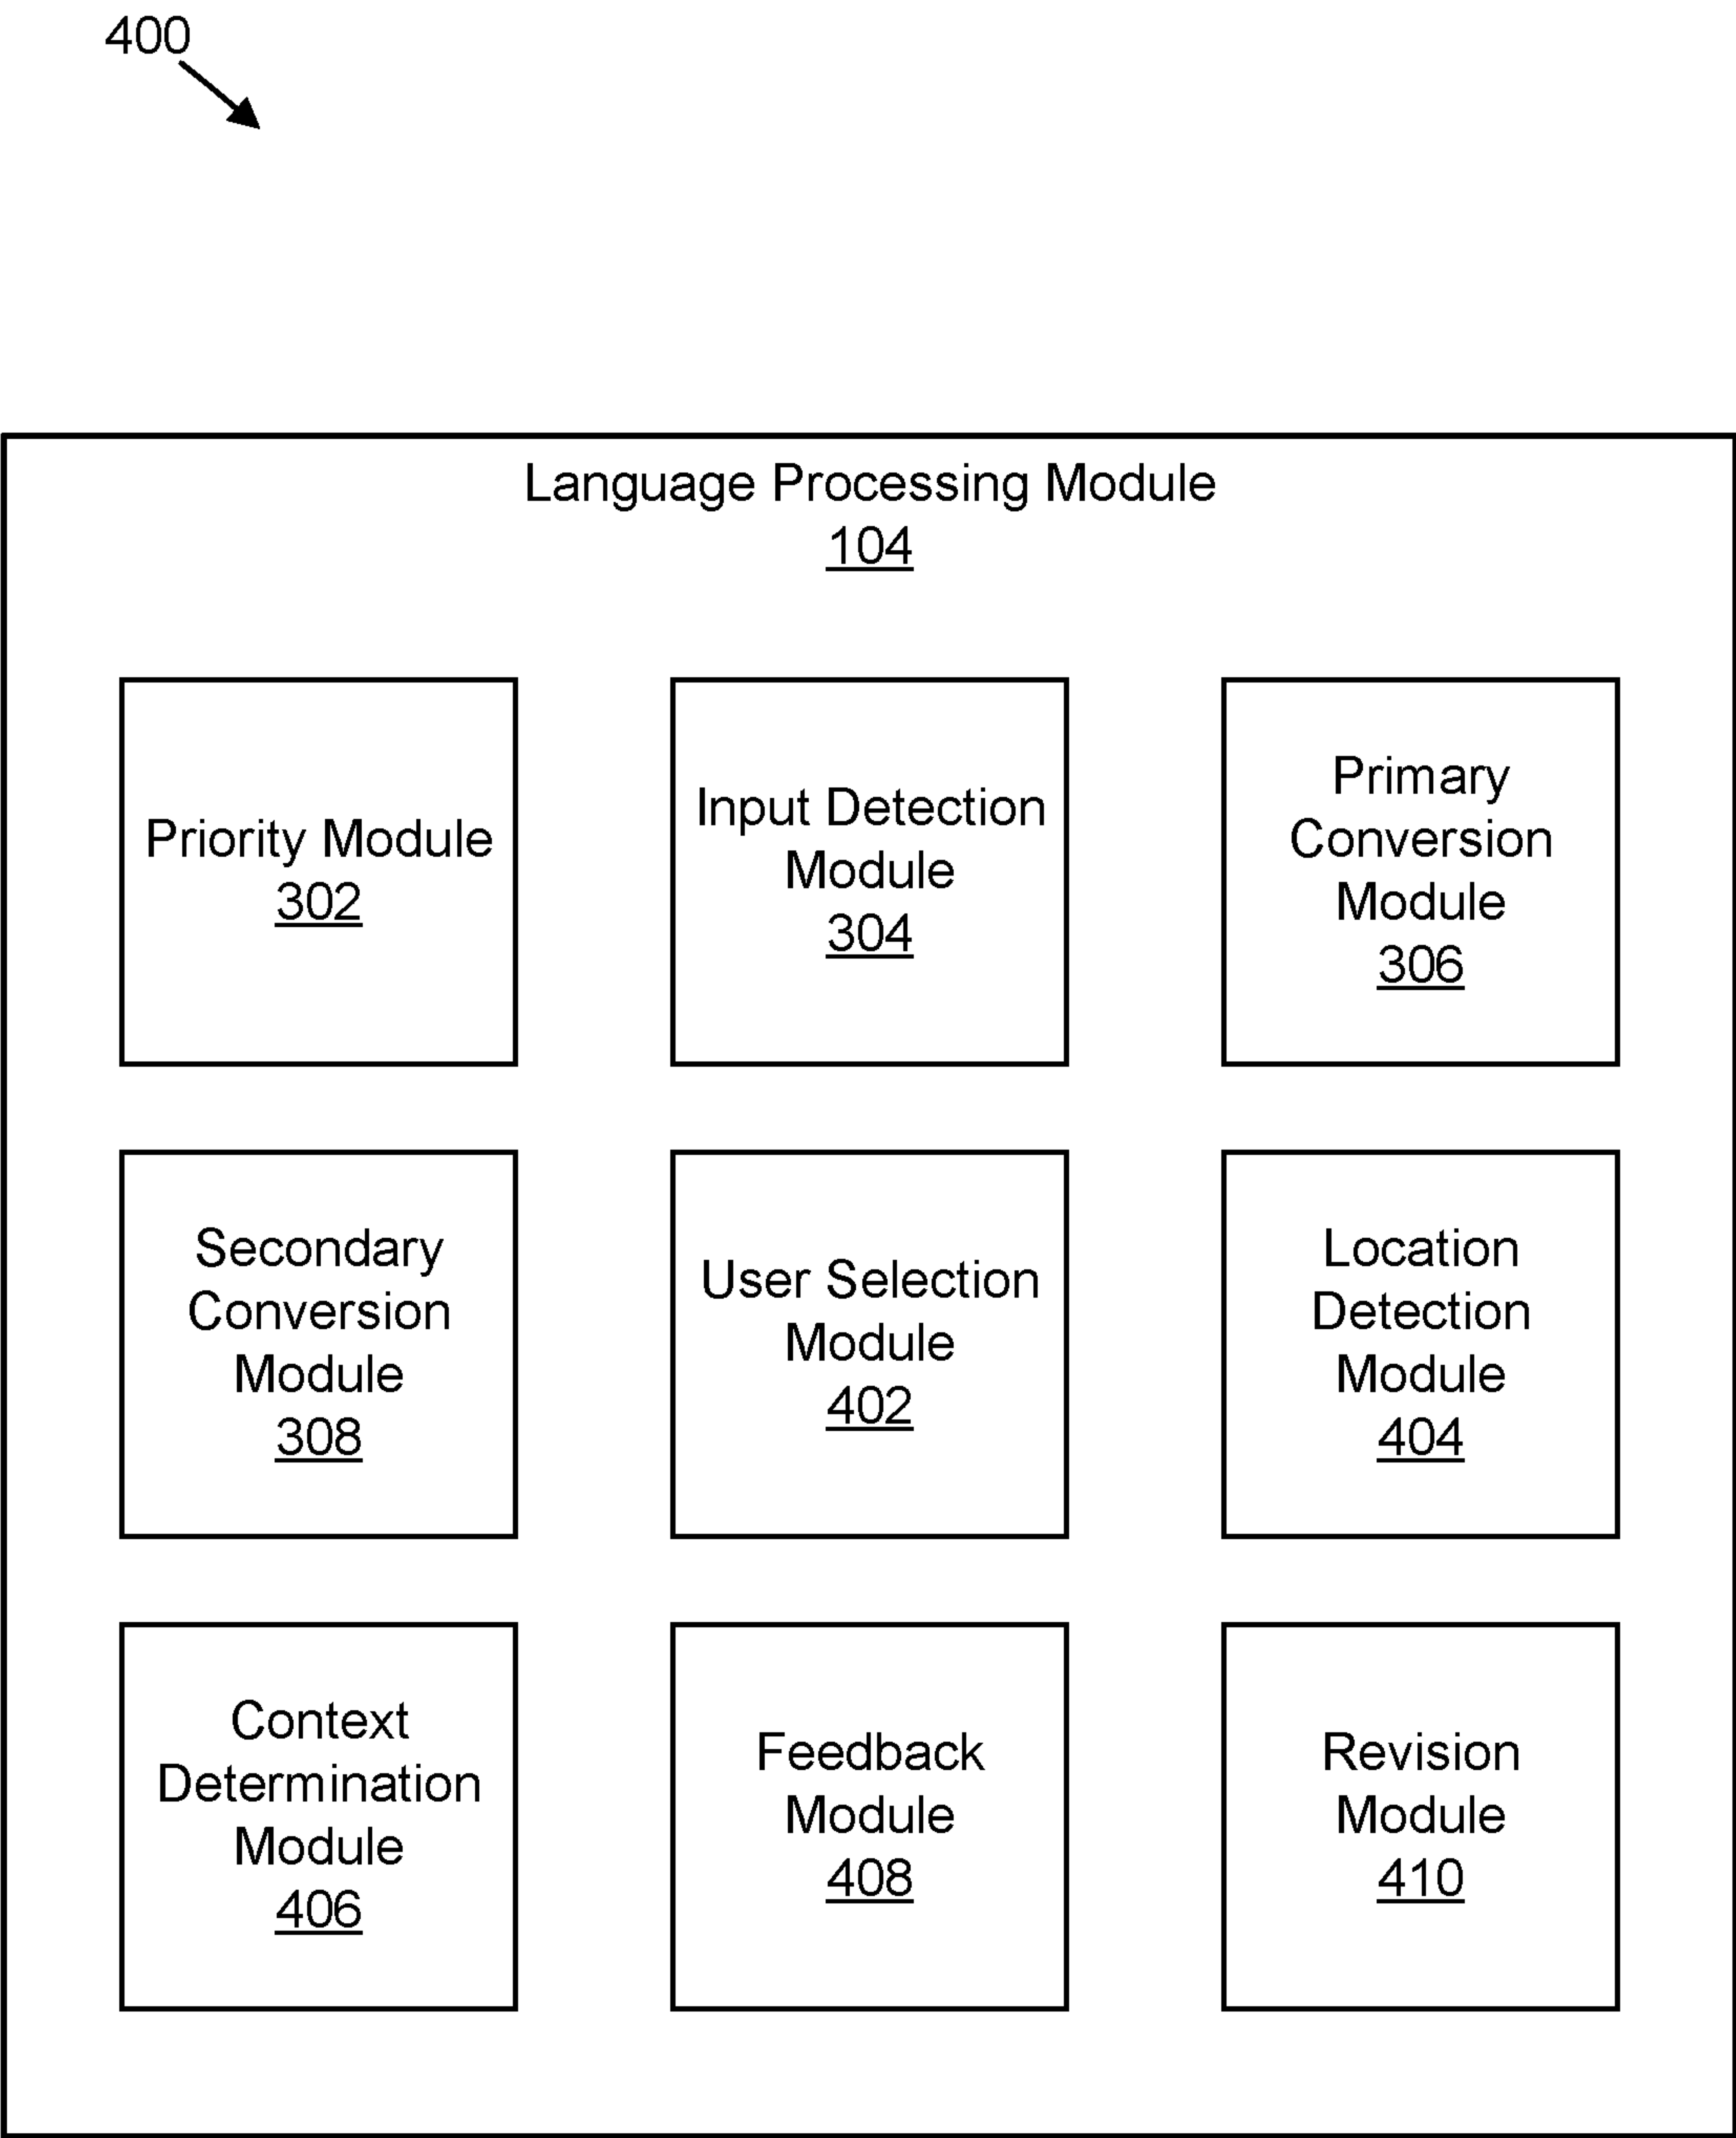 400
Language Processing Module
104
Priority Module
302
Input Detection
Module
304
Primary
Conversion
Module
306
Secondary
Conversion
Module
308
User Selection
Module
402
Location
Detection
Module
404
Context
Determination
Module
406
Feedback
Module
408
Revision
Module
410